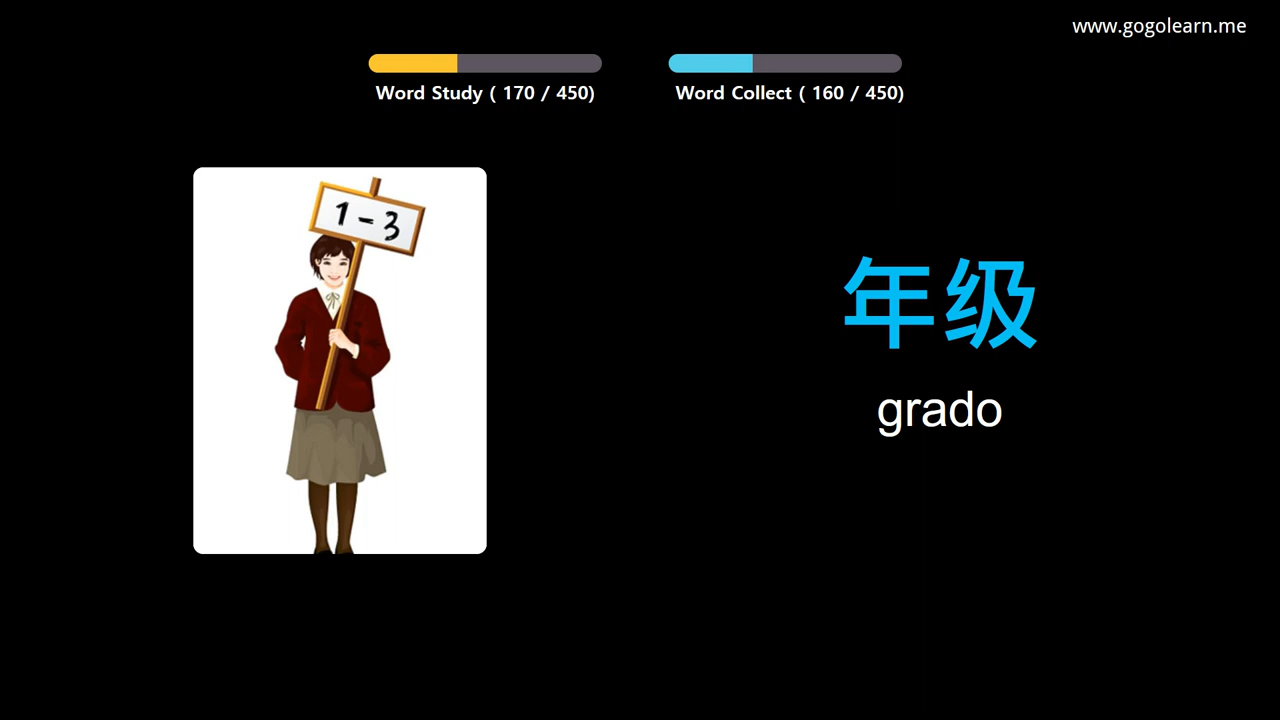 www.gogolearn.me
Word Study ( 170 / 450)
Word Collect ( 160 / 450)
1 - 3
年级
grado